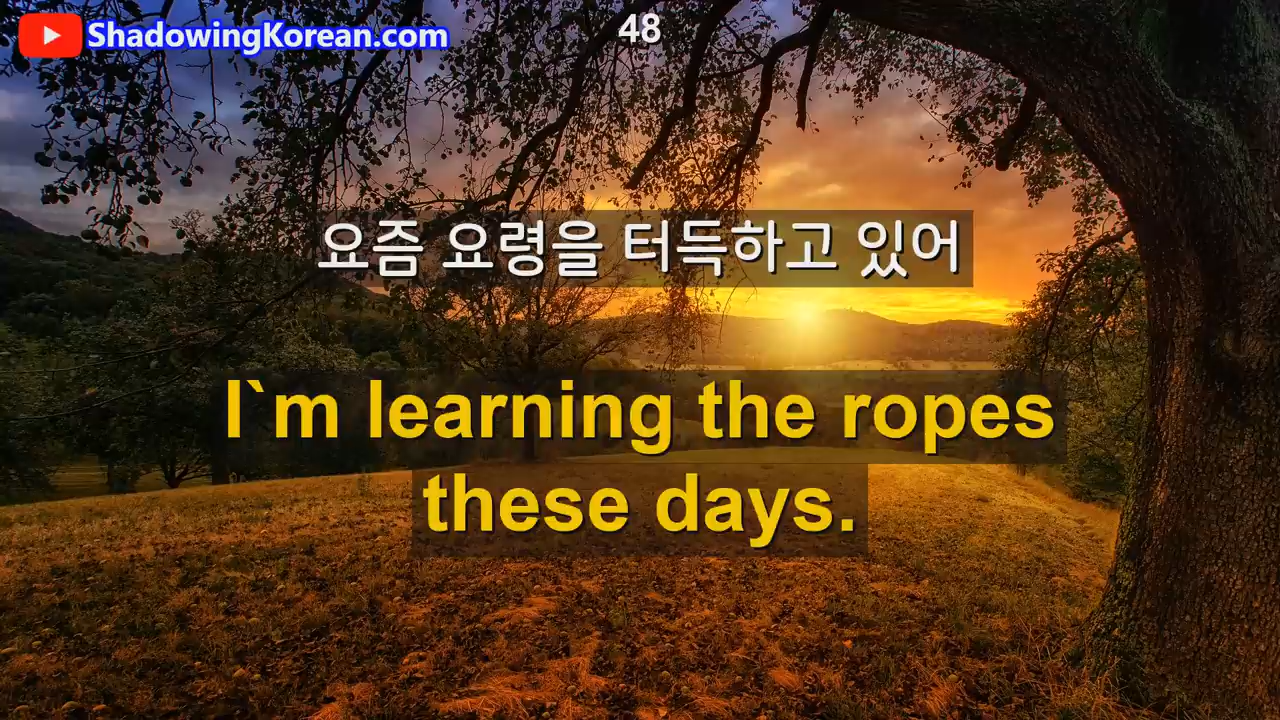 ShadowingKorean.com
48
요즘 요령을 터득하고 있어
I`m learning the ropes
these days.